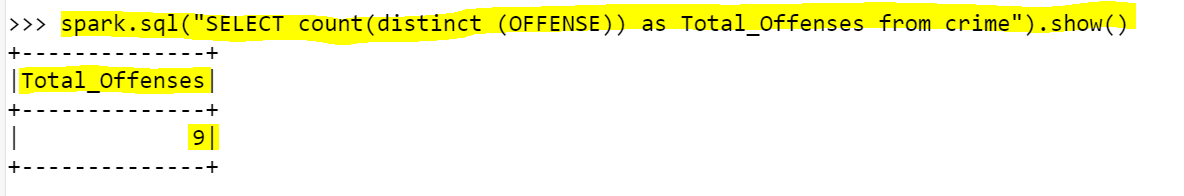 >>> spark.sql("SELECT count(distinct (OFFENSE)) as Total_Offenses from crime").show()
+--------------+
|Total_Offenses|
+--------------+
|             9|
+--------------+